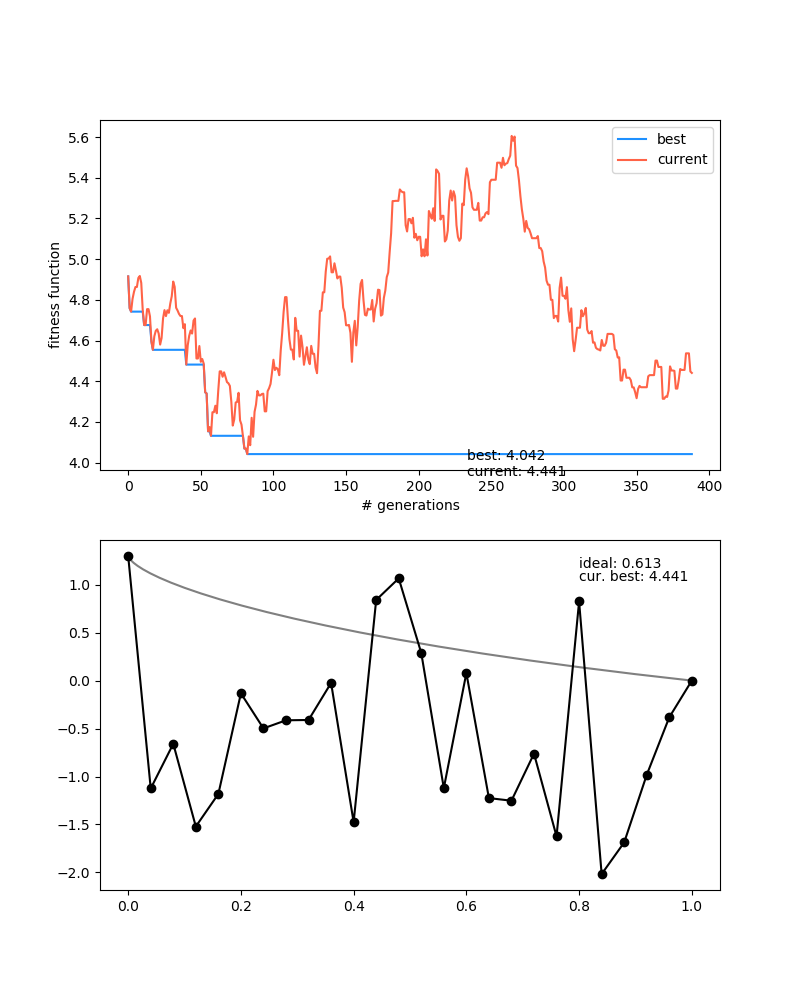 5.6
5.4
5.2
5.0
4.8
4.6
4.4
4.2
4.0
fitness function
best
current
best: 4.042
current: 4.441
0 50 100 150 200 250 300 350 400
# generations
ideal: 0.613
cur. best: 4.441
1.0
0.5
0.0
−0.5
−1.0
−1.5
−2.0
0.0 0.2 0.4 0.6 0.8 1.0